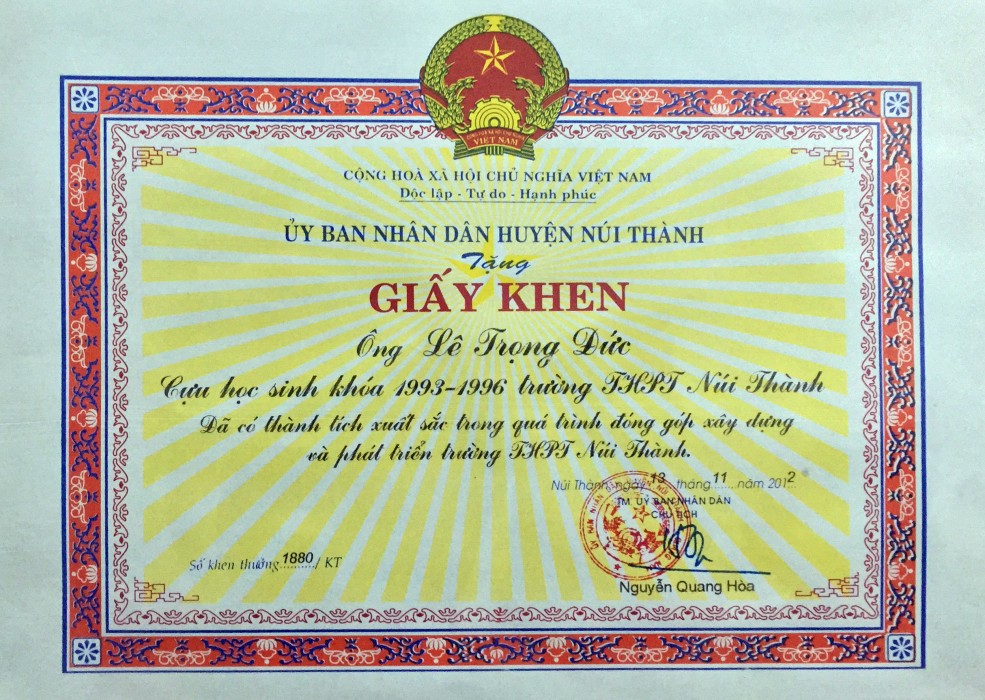 VIỆT NAM
CỘNG HOÀ XÃ HỘI CHỦ NGHĨA VIỆT NAM
Độc lập - Tự do - Hạnh phúc
ỦY BAN NHÂN DÂN HUYỆN NÚI THÀNH
Tặng
GIẤY KHEN
Ông Lê Trọng Đức
Cựu học sinh khóa 1993-1996 trường THPT Núi Thành
Đã có thành tích xuất sắc trong quá trình đóng góp xây dựng
và phát triển trường THPT Núi Thành.
Núi Thành, ngày 13 tháng 11 năm 2012
TM. ỦY BAN NHÂN DÂN
CHỦ TỊCH
Số khen thưởng 1880 / KT
Nguyễn Quang Hòa